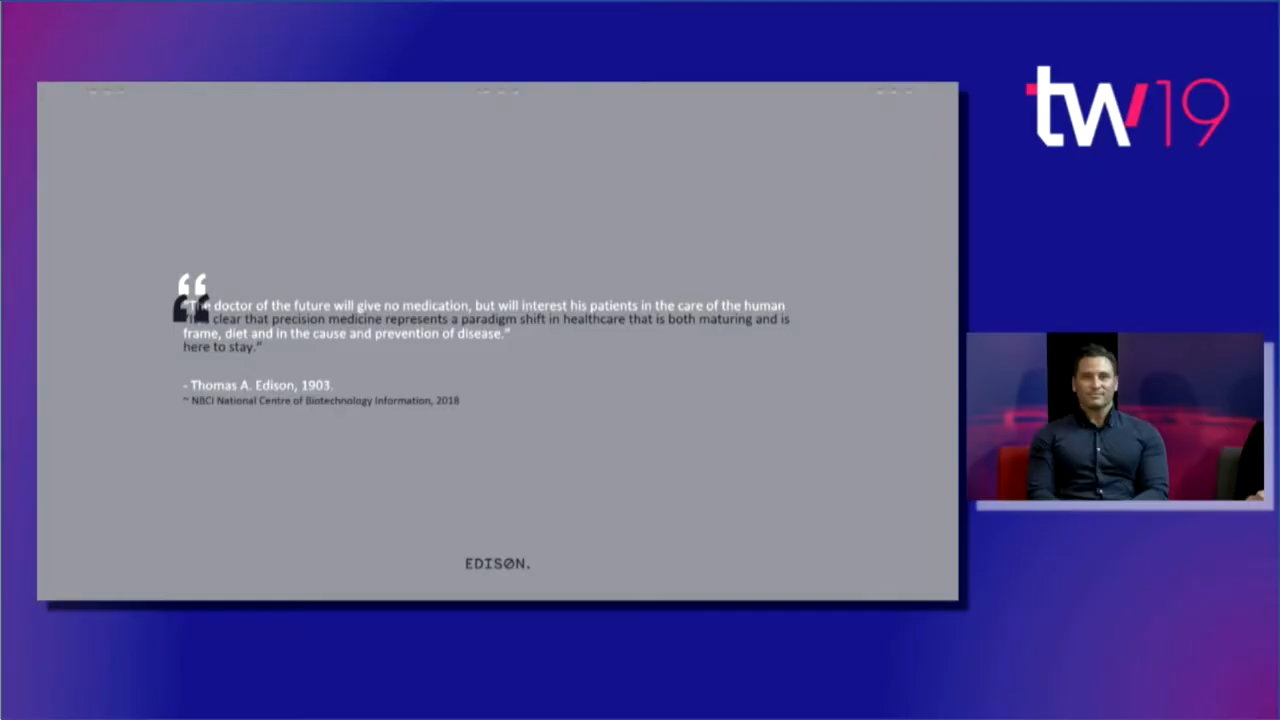 tw19
“The doctor of the future will give no medication, but will interest his patients in the care of the human
clear that precision medicine represents a paradigm shift in healthcare that is both maturing and is
frame, diet and in the cause and prevention of disease.”
here to stay.”
- Thomas A. Edison, 1903.
~ NBCI National Centre of Biotechnology Information, 2018
EDISØN.